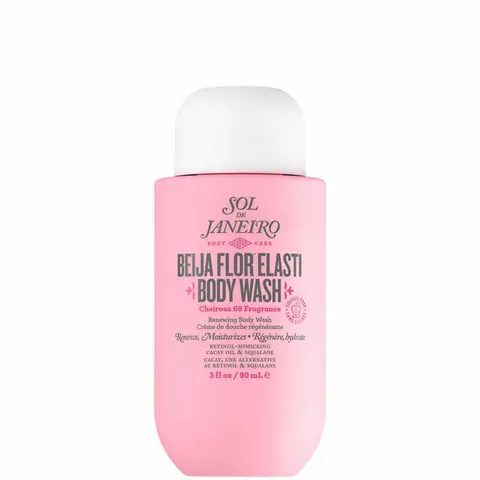 SOL
DE
JANEIRO
BODY CARE
BEIJA FLOR ELASTI
BODY WASH
Cheirosa 68 Fragrance
Renewing Body Wash
Crème de douche régénérante
Renews, Moisturizes • Régénère, hydrate
RETINOL-MIMICKING
CACAY OIL & SQUALANE
CACAY, UNE ALTERNATIVE
AU RÉTINOL & SQUALANE
3 fl oz / 90 mL e